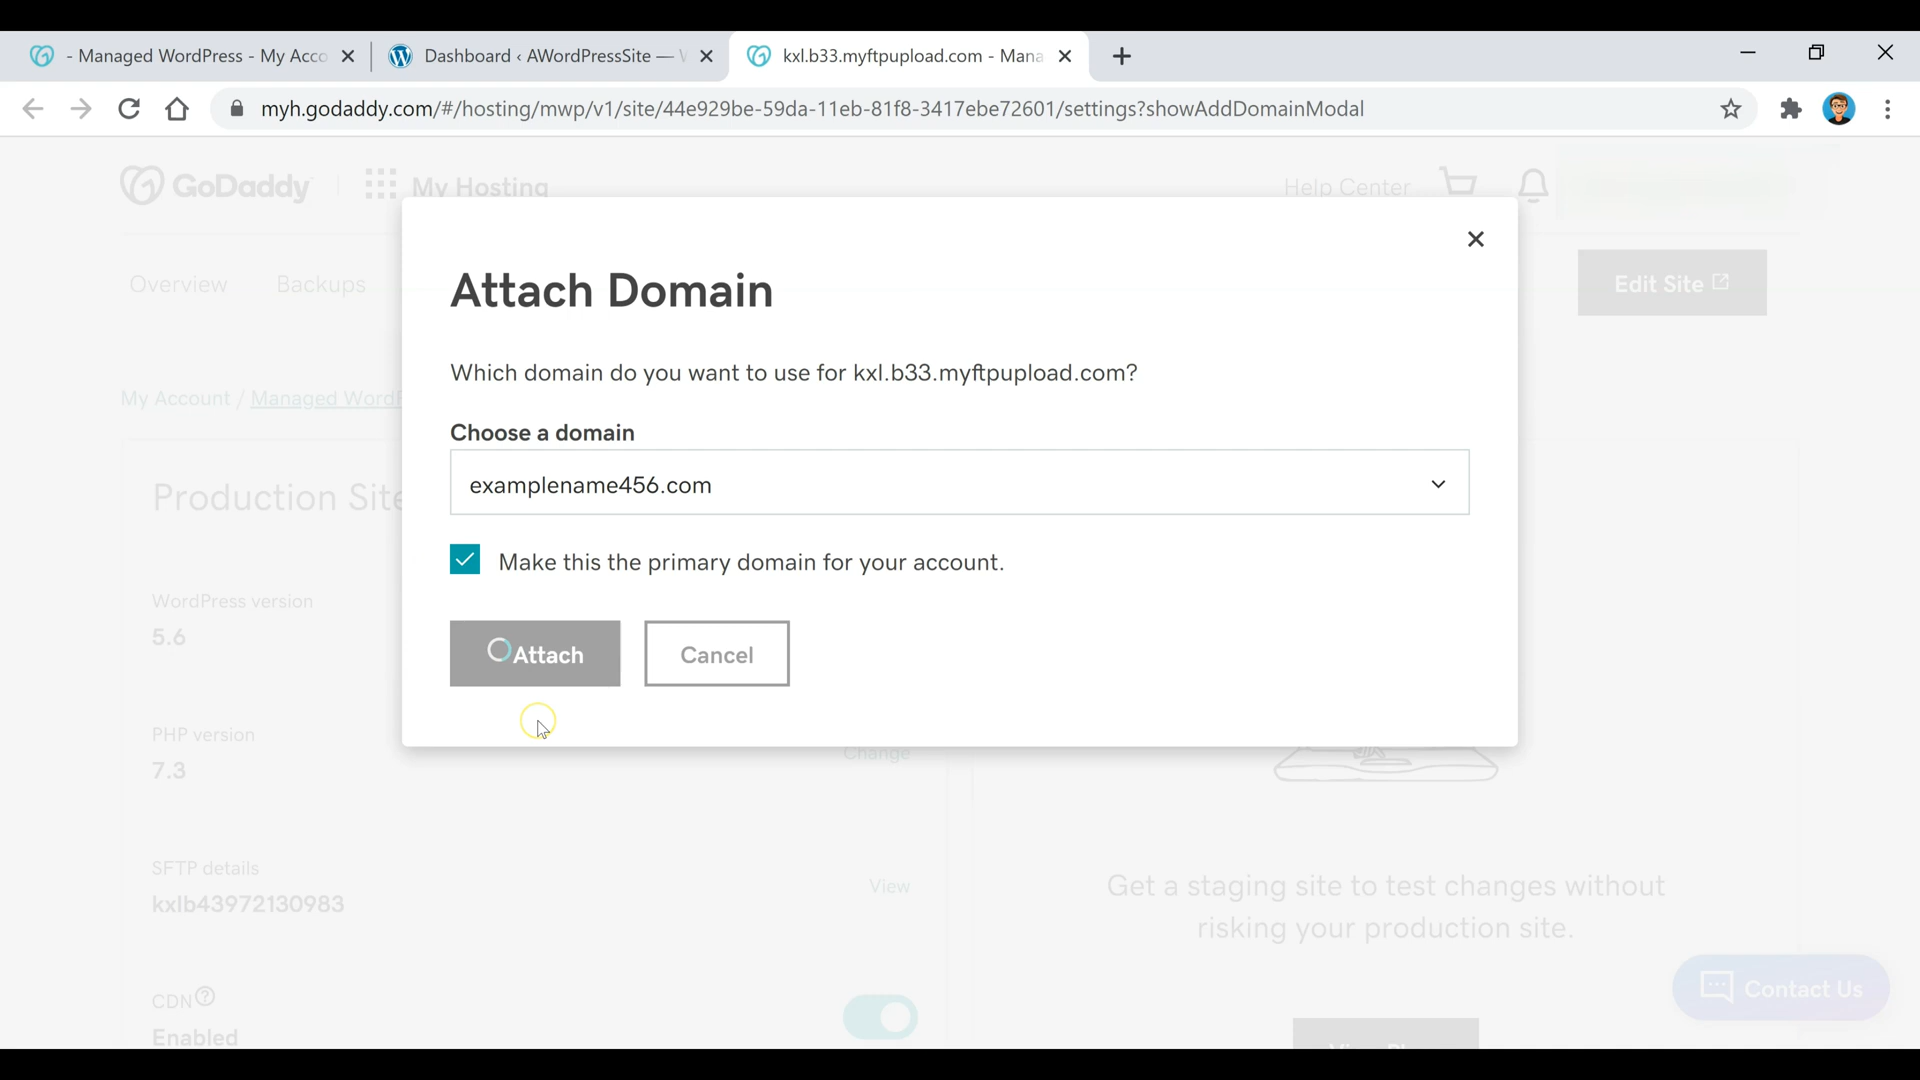 - Managed WordPress - My Acco
Dashboard ‹ AWordPressSite — W
kxl.b33.myftpupload.com - Mana
myh.godaddy.com/#/hosting/mwp/v1/site/44e929be-59da-11eb-81f8-3417ebe72601/settings?showAddDomainModal
GoDaddy
My Hosting
Help Center
Overview
Backups
Edit Site
My Account / Managed WordP
Attach Domain
Which domain do you want to use for kxl.b33.myftpupload.com?
Choose a domain
examplename456.com
Make this the primary domain for your account.
Attach
Cancel
Production Site
WordPress version
5.6
PHP version
7.3
Change
SFTP details
kxlb43972130983
View
Get a staging site to test changes without
risking your production site.
CDN
Enabled
Contact Us